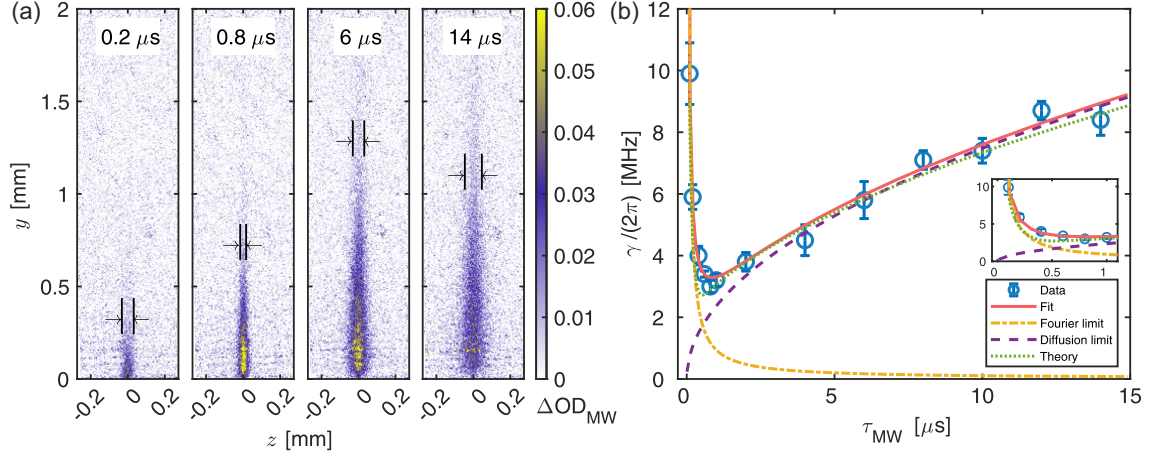 (a)
2
1.5
1
0.5
0
y [mm]
0.2 μs
0.8 μs
6 μs
14 μs
-0.2
0
0.2
-0.2
0
0.2
-0.2
0
0.2
-0.2
0
0.2
z [mm]
0.06
0.05
0.04
0.03
0.02
0.01
0
ΔOD_MW
(b)
12
10
8
6
4
2
0
γ/(2π) [MHz]
0
5
10
15
τ_MW [μs]
10
5
0
0
0.5
1
Data
Fit
Fourier limit
Diffusion limit
Theory